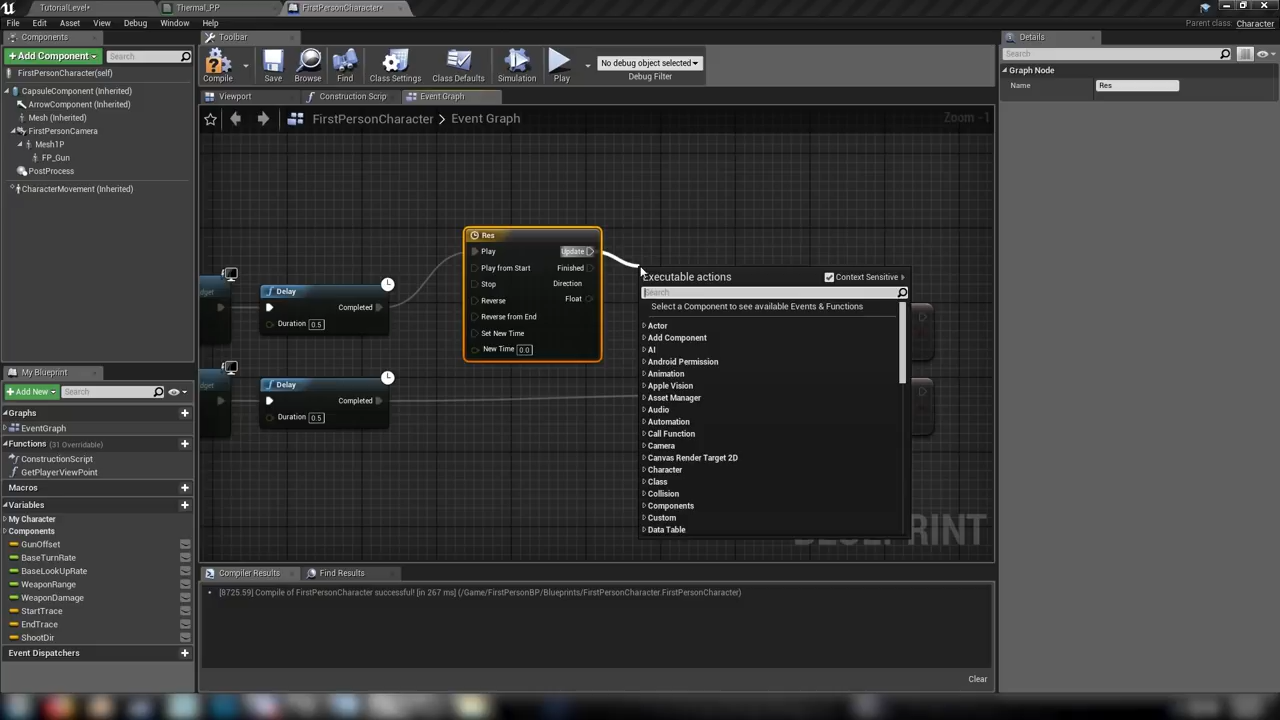 TutorialLevel*
Thermal_PP
FirstPersonCharacter*
File Edit Asset View Debug Window Help
Parent class: Character
Components
Toolbar
Details
Add Component
Search
Compile
Save
Browse
Find
Class Settings
Class Defaults
Simulation
Play
No debug object selected
Debug Filter
Search
Graph Node
Name Res
FirstPersonCharacter(self)
CapsuleComponent (Inherited)
ArrowComponent (Inherited)
Mesh (Inherited)
FirstPersonCamera
Mesh1P
FP_Gun
PostProcess
CharacterMovement (Inherited)
Viewport
Construction Scrip
Event Graph
FirstPersonCharacter > Event Graph
Zoom -1
Res
Play
Update
Play from Start
Finished
Stop
Direction
Reverse
Float
Reverse from End
Set New Time
New Time 0.0
dget
Delay
Completed
Duration 0.5
dget
Delay
Completed
Duration 0.5
Executable actions
Context Sensitive
Search
Select a Component to see available Events & Functions
Actor
Add Component
AI
Android Permission
Animation
Apple Vision
Asset Manager
Audio
Automation
Call Function
Camera
Canvas Render Target 2D
Character
Class
Collision
Components
Custom
Data Table
My Blueprint
Add New
Search
Graphs
EventGraph
Functions (31 Overridable)
ConstructionScript
GetPlayerViewPoint
Macros
Variables
My Character
Components
GunOffset
BaseTurnRate
BaseLookUpRate
WeaponRange
WeaponDamage
StartTrace
EndTrace
ShootDir
Event Dispatchers
Compiler Results
Find Results
[8725.59] Compile of FirstPersonCharacter successful! [in 267 ms] (/Game/FirstPersonBP/Blueprints/FirstPersonCharacter.FirstPersonCharacter)
Clear